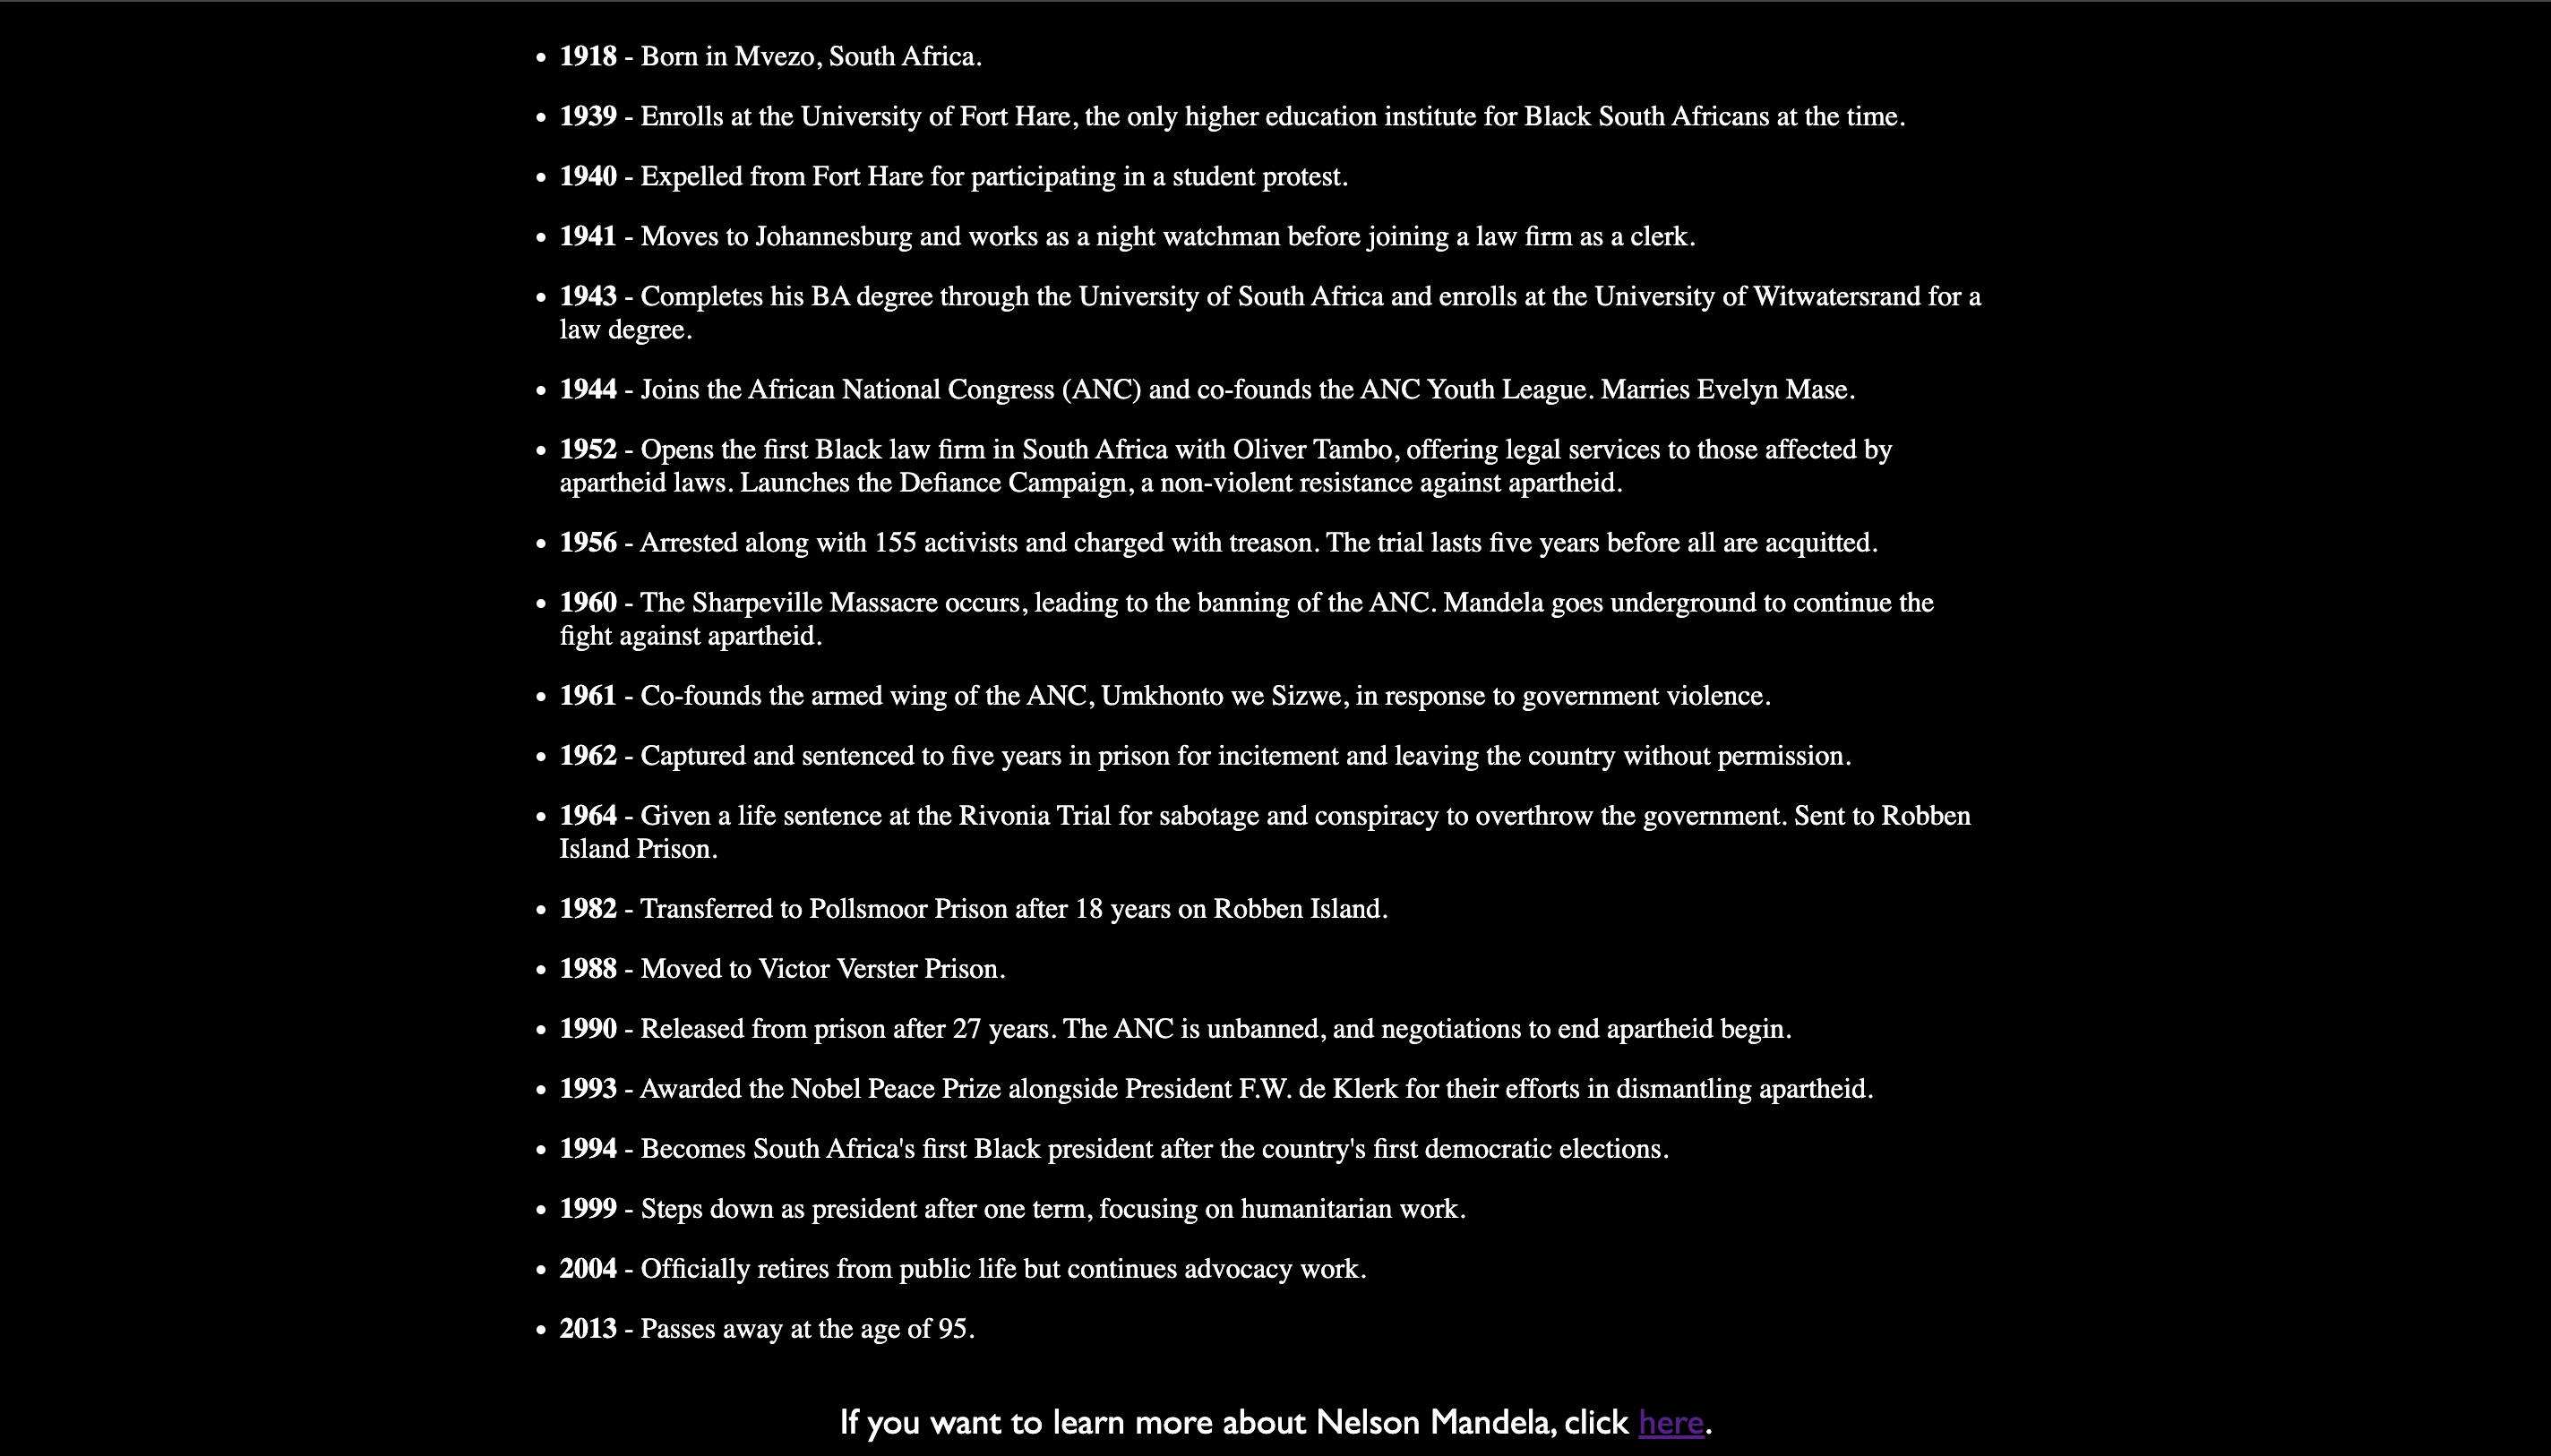 • 1918 - Born in Mvezo, South Africa.
• 1939 - Enrolls at the University of Fort Hare, the only higher education institute for Black South Africans at the time.
• 1940 - Expelled from Fort Hare for participating in a student protest.
• 1941 - Moves to Johannesburg and works as a night watchman before joining a law firm as a clerk.
• 1943 - Completes his BA degree through the University of South Africa and enrolls at the University of Witwatersrand for a
law degree.
• 1944 - Joins the African National Congress (ANC) and co-founds the ANC Youth League. Marries Evelyn Mase.
• 1952 - Opens the first Black law firm in South Africa with Oliver Tambo, offering legal services to those affected by
apartheid laws. Launches the Defiance Campaign, a non-violent resistance against apartheid.
• 1956 - Arrested along with 155 activists and charged with treason. The trial lasts five years before all are acquitted.
• 1960 - The Sharpeville Massacre occurs, leading to the banning of the ANC. Mandela goes underground to continue the
fight against apartheid.
• 1961 - Co-founds the armed wing of the ANC, Umkhonto we Sizwe, in response to government violence.
• 1962 - Captured and sentenced to five years in prison for incitement and leaving the country without permission.
• 1964 - Given a life sentence at the Rivonia Trial for sabotage and conspiracy to overthrow the government. Sent to Robben
Island Prison.
• 1982 - Transferred to Pollsmoor Prison after 18 years on Robben Island.
• 1988 - Moved to Victor Verster Prison.
• 1990 - Released from prison after 27 years. The ANC is unbanned, and negotiations to end apartheid begin.
• 1993 - Awarded the Nobel Peace Prize alongside President F.W. de Klerk for their efforts in dismantling apartheid.
• 1994 - Becomes South Africa's first Black president after the country's first democratic elections.
• 1999 - Steps down as president after one term, focusing on humanitarian work.
• 2004 - Officially retires from public life but continues advocacy work.
• 2013 - Passes away at the age of 95.
If you want to learn more about Nelson Mandela, click here.